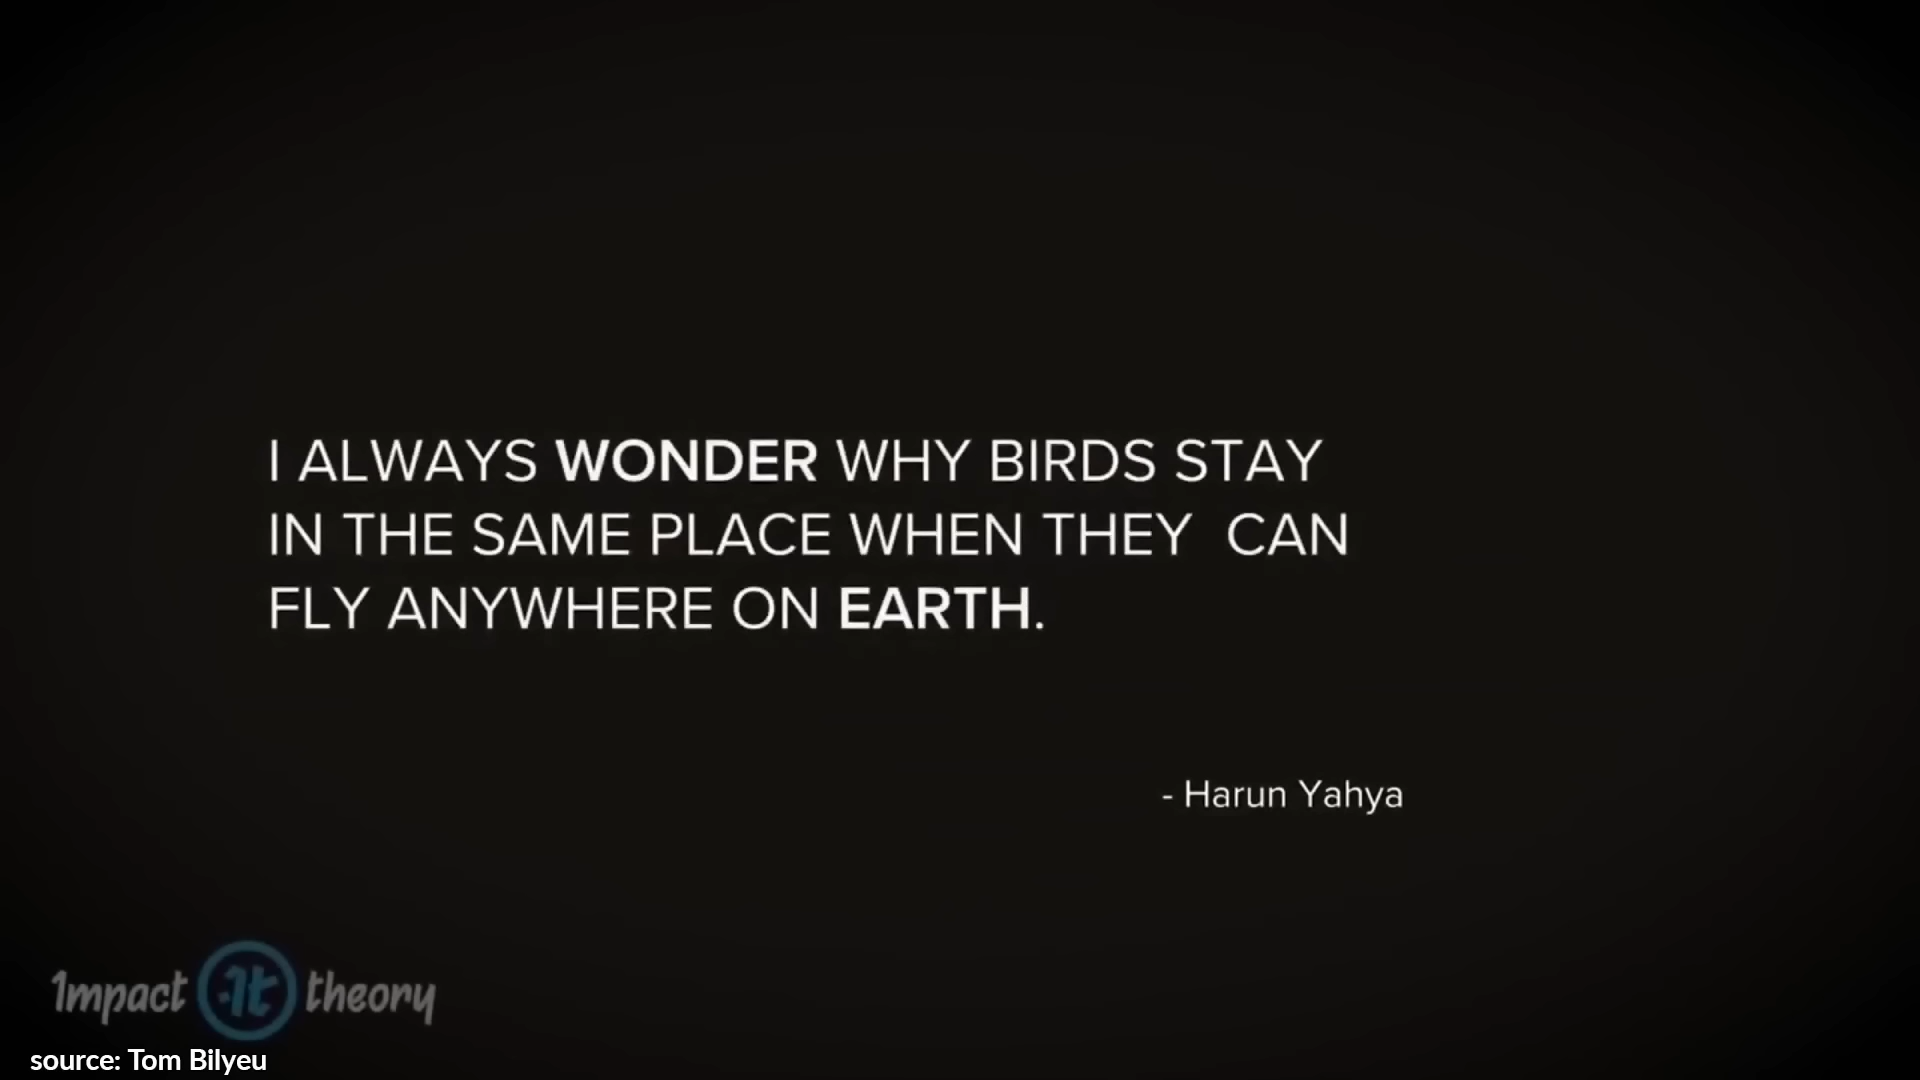 I ALWAYS WONDER WHY BIRDS STAY
IN THE SAME PLACE WHEN THEY CAN
FLY ANYWHERE ON EARTH.
- Harun Yahya
Impact It theory
source: Tom Bilyeu